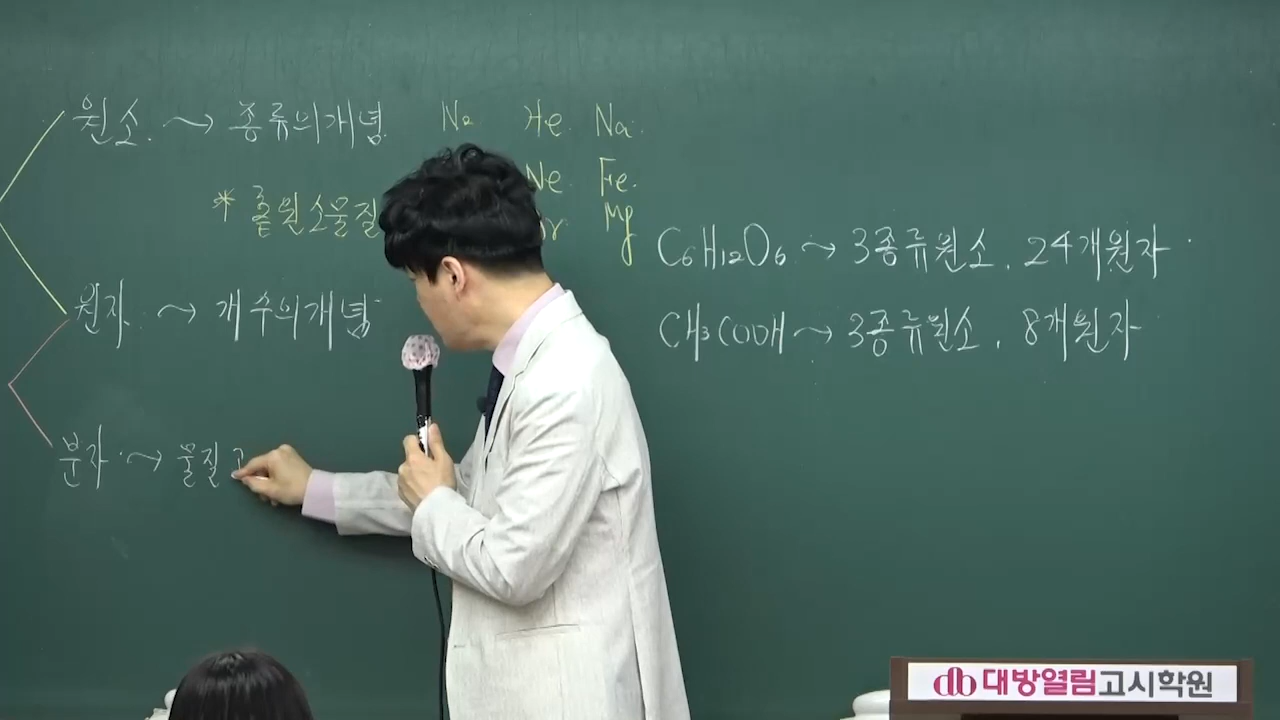 원소. → 종류의개념 N₂ He. Na.
Ne. Fe.
* 홑원소물질 Mg
원자. → 개수의개념
C₆H₁₂O₆ → 3종류원소. 24개원자
CH₃COOH → 3종류원소. 8개원자
분자. → 물질
대방열림고시학원